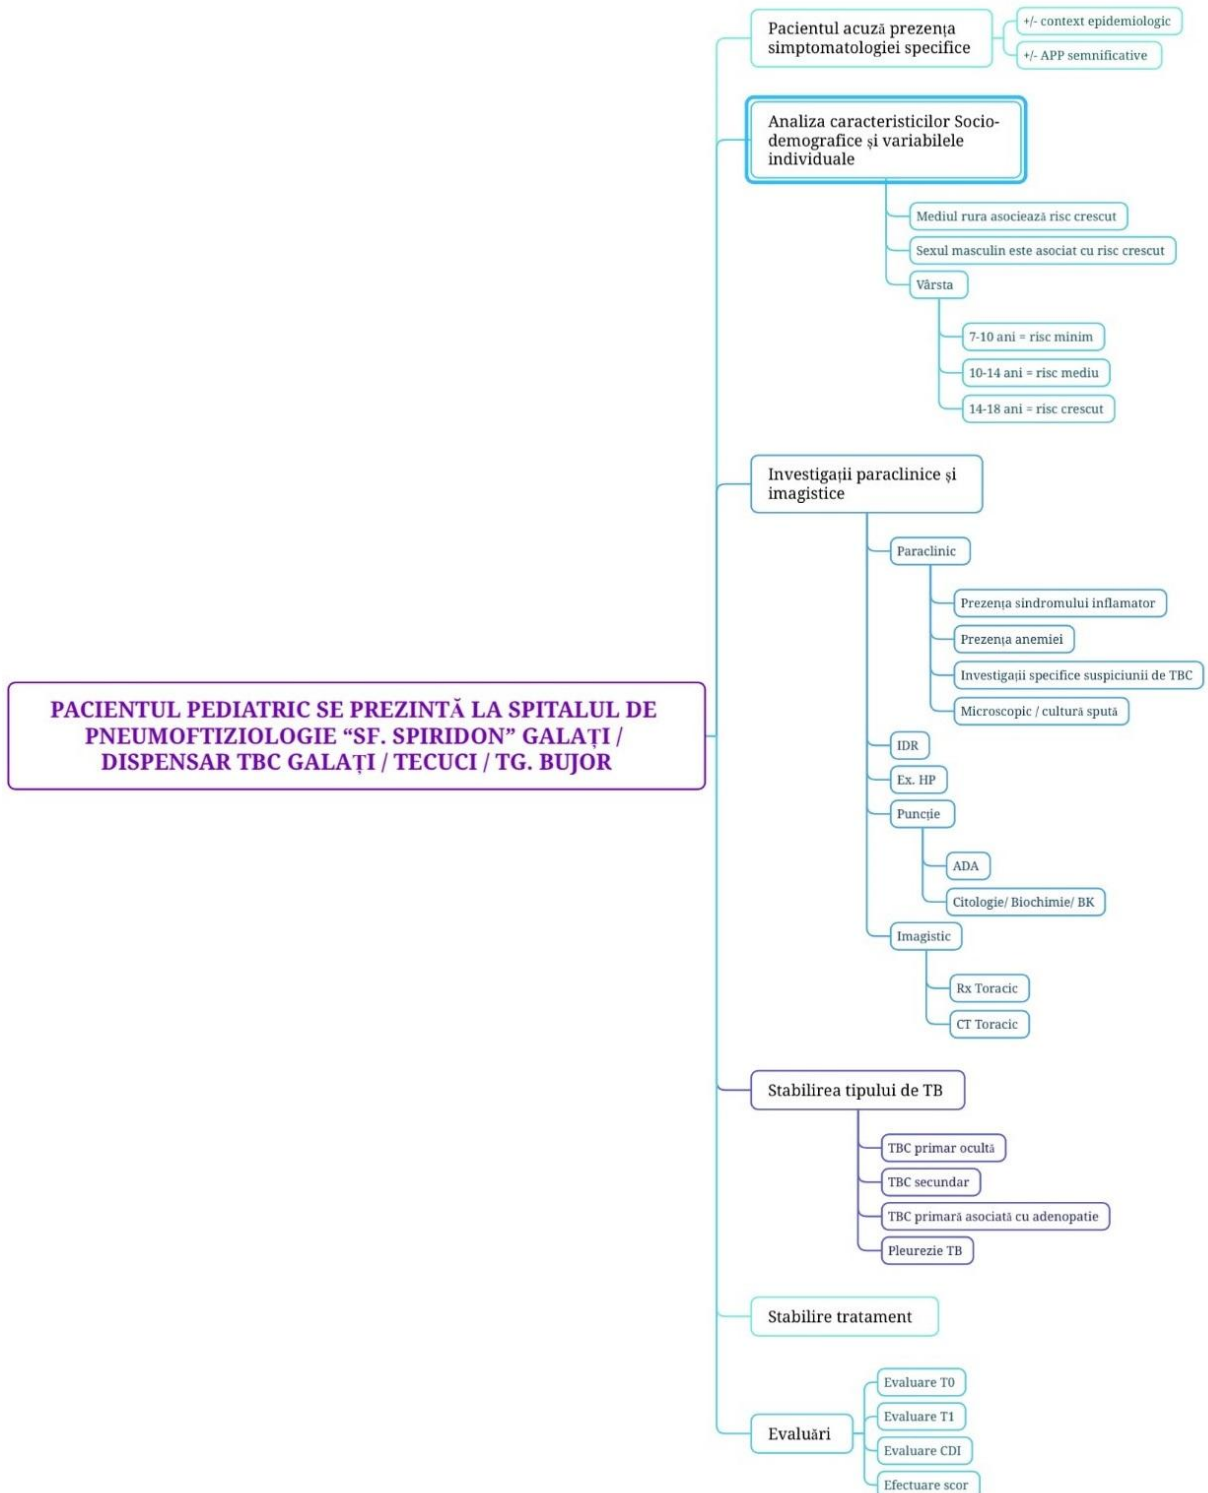 Pacientul acuză prezența
simptomatologiei specifice
+/- context epidemiologic
+/- APP semnificative
Analiza caracteristicilor Socio-
demografice și variabilele
individuale
Mediul rura asociează risc crescut
Sexul masculin este asociat cu risc crescut
Vârsta
7-10 ani = risc minim
10-14 ani = risc mediu
14-18 ani = risc crescut
Investigații paraclinice și
imagistice
Paraclinic
Prezența sindromului inflamator
Prezența anemiei
Investigații specifice suspiciunii de TBC
Microscopic / cultură spută
PACIENTUL PEDIATRIC SE PREZINTĂ LA SPITALUL DE
PNEUMOFTIZIOLOGIE “SF. SPIRIDON” GALAȚI /
DISPENSAR TBC GALAȚI / TECUCI / TG. BUJOR
IDR
Ex. HP
Puncție
ADA
Citologie/ Biochimie/ BK
Imagistic
Rx Toracic
CT Toracic
Stabilirea tipului de TB
TBC primar ocultă
TBC secundar
TBC primară asociată cu adenopatie
Pleurezie TB
Stabilire tratament
Evaluări
Evaluare T0
Evaluare T1
Evaluare CDI
Efectuare scor